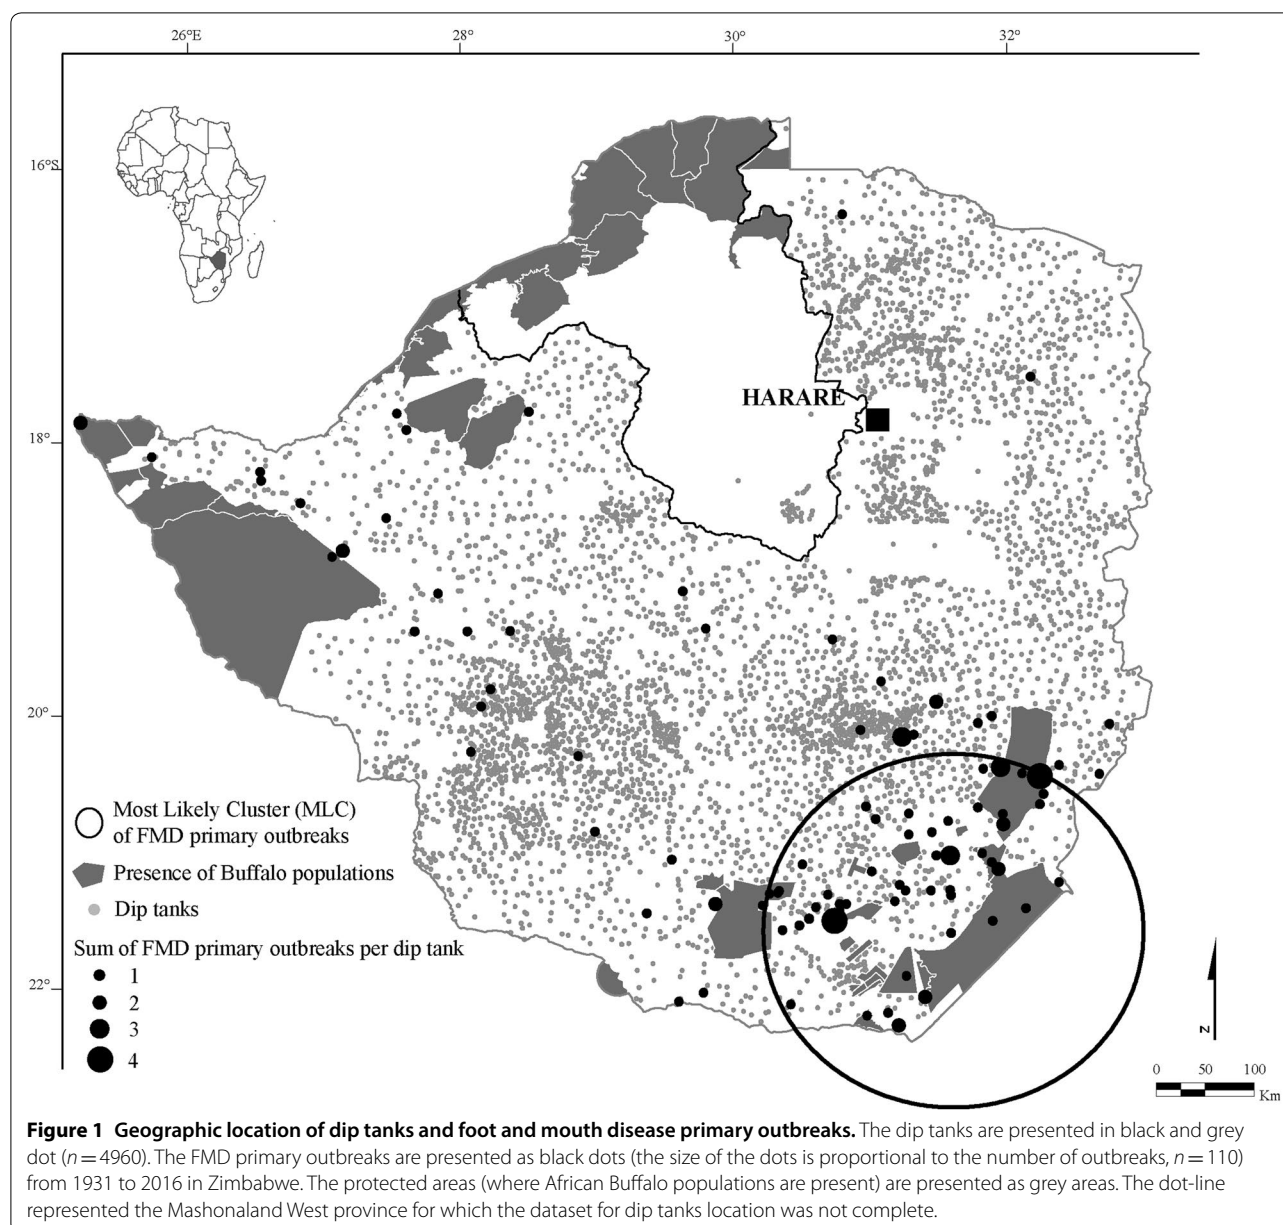 26°E 28° 30° 32°
16°S
HARARE
18°
20°
Most Likely Cluster (MLC)
of FMD primary outbreaks
Presence of Buffalo populations
Dip tanks
Sum of FMD primary outbreaks per dip tank
1
2
3
4
22°
N
0 50 100
Km
Figure 1 Geographic location of dip tanks and foot and mouth disease primary outbreaks. The dip tanks are presented in black and grey
dot (n = 4960). The FMD primary outbreaks are presented as black dots (the size of the dots is proportional to the number of outbreaks, n = 110)
from 1931 to 2016 in Zimbabwe. The protected areas (where African Buffalo populations are present) are presented as grey areas. The dot-line
represented the Mashonaland West province for which the dataset for dip tanks location was not complete.